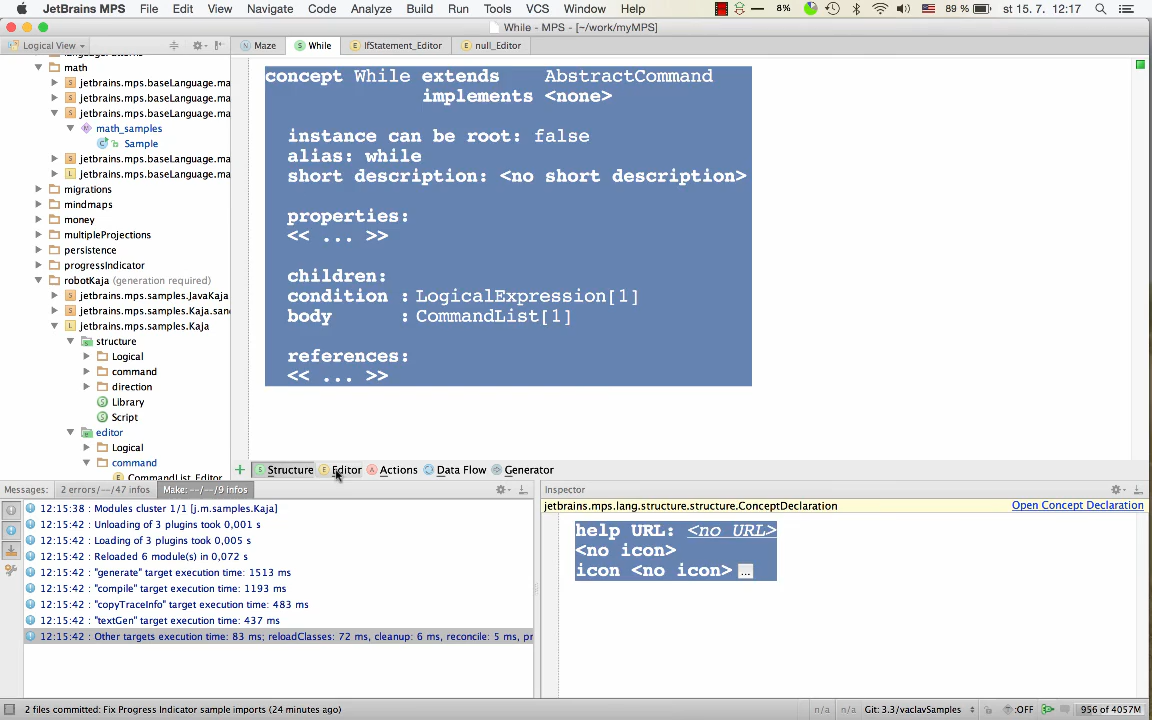 JetBrains MPS File Edit View Navigate Code Analyze Build Run Tools VCS Window Help 8% 89 % st 15. 7. 12:17
While - MPS - [~/work/myMPS]
Logical View Maze While IfStatement_Editor null_Editor
math
jetbrains.mps.baseLanguage.ma
jetbrains.mps.baseLanguage.ma
jetbrains.mps.baseLanguage.ma
math_samples
Sample
jetbrains.mps.baseLanguage.ma
jetbrains.mps.baseLanguage.ma
migrations
mindmaps
money
multipleProjections
persistence
progressIndicator
robotKaja (generation required)
jetbrains.mps.samples.JavaKaja
jetbrains.mps.samples.Kaja.san
jetbrains.mps.samples.Kaja
structure
Logical
command
direction
Library
Script
editor
Logical
command
CommandList_Editor
concept While extends AbstractCommand
implements <none>
instance can be root: false
alias: while
short description: <no short description>
properties:
<< ... >>
children:
condition : LogicalExpression[1]
body : CommandList[1]
references:
<< ... >>
Structure Editor Actions Data Flow Generator
Messages: 2 errors/--/47 infos Make: --/--/9 infos
12:15:38 : Modules cluster 1/1 [j.m.samples.Kaja]
12:15:42 : Unloading of 3 plugins took 0,001 s
12:15:42 : Loading of 3 plugins took 0,005 s
12:15:42 : Reloaded 6 module(s) in 0,072 s
12:15:42 : "generate" target execution time: 1513 ms
12:15:42 : "compile" target execution time: 1193 ms
12:15:42 : "copyTraceInfo" target execution time: 483 ms
12:15:42 : "textGen" target execution time: 437 ms
12:15:42 : Other targets execution time: 83 ms; reloadClasses: 72 ms, cleanup: 6 ms, reconcile: 5 ms, pr
Inspector
jetbrains.mps.lang.structure.structure.ConceptDeclaration Open Concept Declaration
help URL: <no URL>
<no icon>
icon <no icon> ...
2 files committed: Fix Progress Indicator sample imports (24 minutes ago) n/a n/a Git: 3.3/vaclavSamples :OFF 956 of 4057M